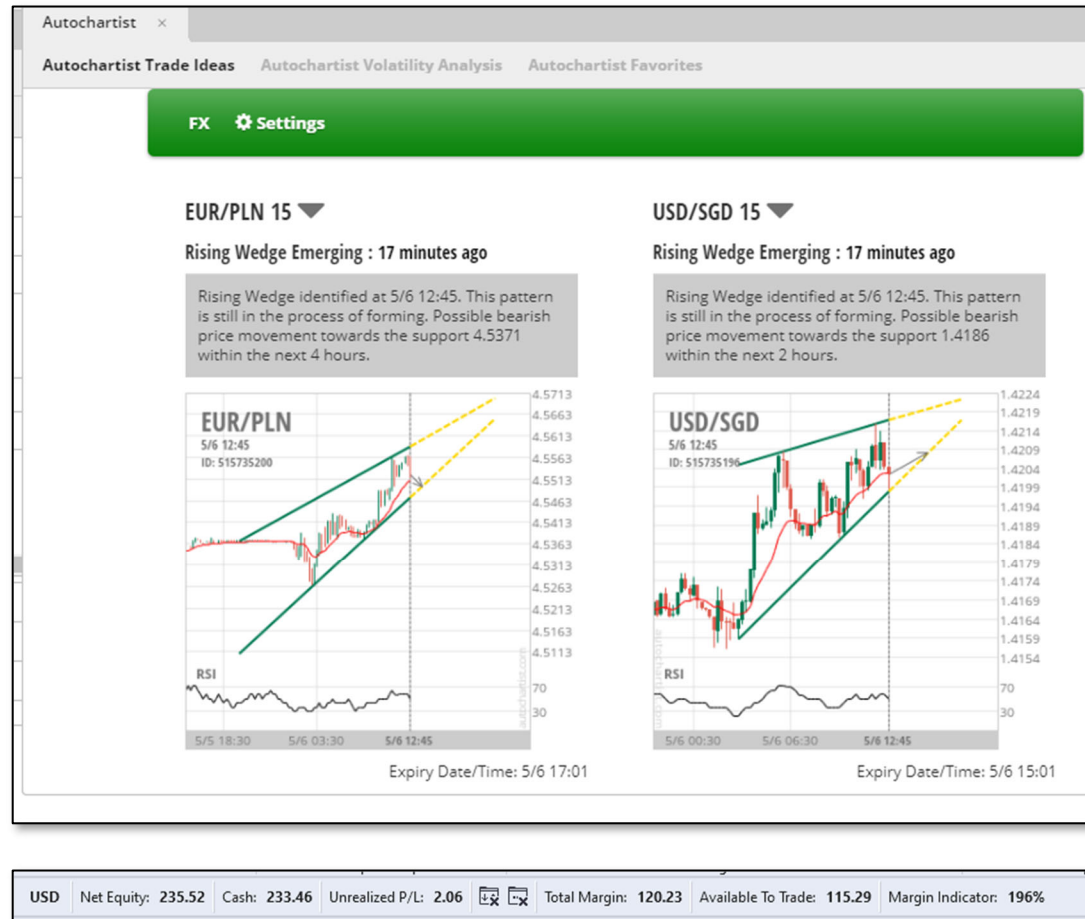 Autochartist ×
Autochartist Trade Ideas Autochartist Volatility Analysis Autochartist Favorites
FX Settings
EUR/PLN 15
Rising Wedge Emerging : 17 minutes ago
Rising Wedge identified at 5/6 12:45. This pattern
is still in the process of forming. Possible bearish
price movement towards the support 4.5371
within the next 4 hours.
EUR/PLN
5/6 12:45
ID: 515735200
4.5713
4.5663
4.5613
4.5563
4.5513
4.5463
4.5413
4.5363
4.5313
4.5263
4.5213
4.5163
4.5113
autochartist.com
RSI
70
30
5/5 18:30 5/6 03:30 5/6 12:45
Expiry Date/Time: 5/6 17:01
USD/SGD 15
Rising Wedge Emerging : 17 minutes ago
Rising Wedge identified at 5/6 12:45. This pattern
is still in the process of forming. Possible bearish
price movement towards the support 1.4186
within the next 2 hours.
USD/SGD
5/6 12:45
ID: 515735196
1.4224
1.4219
1.4214
1.4209
1.4204
1.4199
1.4194
1.4189
1.4184
1.4179
1.4174
1.4169
1.4164
1.4159
1.4154
RSI
70
30
5/6 00:30 5/6 06:30 5/6 12:45
Expiry Date/Time: 5/6 15:01
USD Net Equity: 235.52 Cash: 233.46 Unrealized P/L: 2.06 Total Margin: 120.23 Available To Trade: 115.29 Margin Indicator: 196%